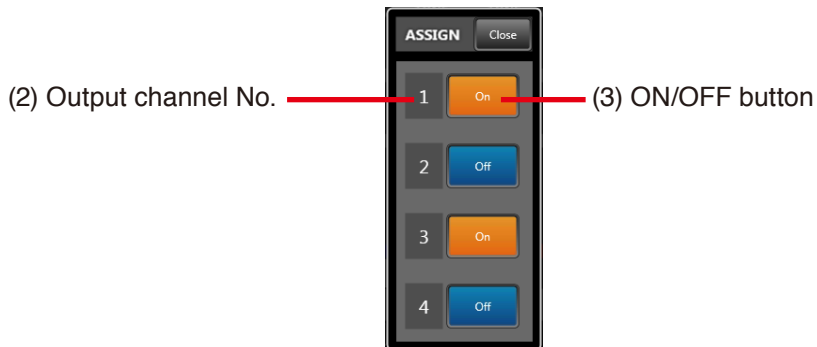 ASSIGN Close
(2) Output channel No. 1 On (3) ON/OFF button
2 Off
3 On
4 Off